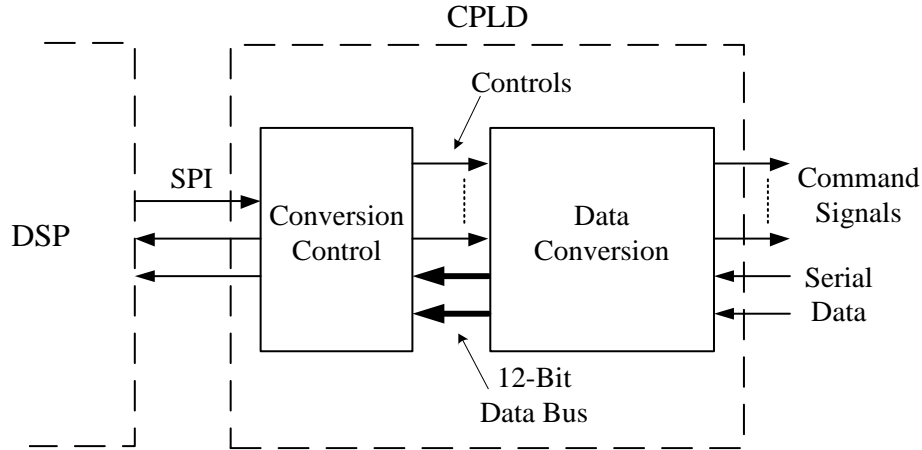 CPLD
Controls
SPI
DSP
Conversion
Control
Data
Conversion
Command
Signals
Serial
Data
12-Bit
Data Bus